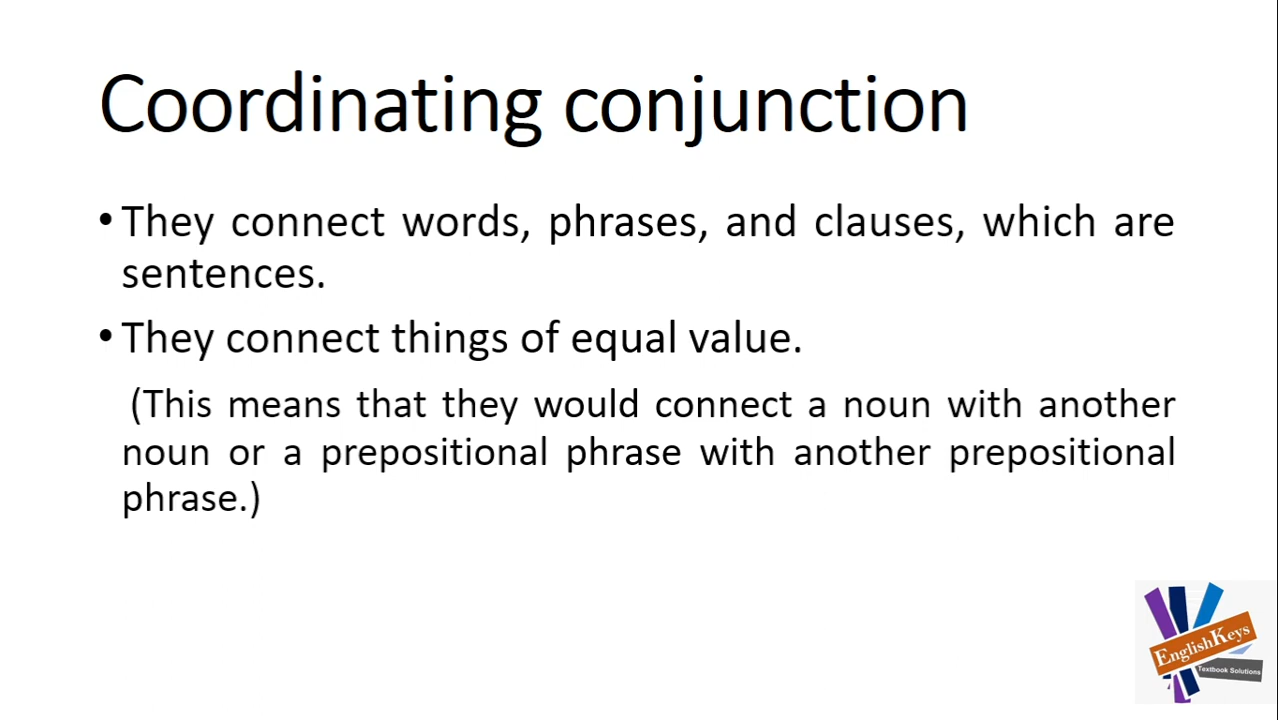 Coordinating conjunction
• They connect words, phrases, and clauses, which are
sentences.
• They connect things of equal value.
(This means that they would connect a noun with another
noun or a prepositional phrase with another prepositional
phrase.)
EnglishKeys
Textbook Solutions